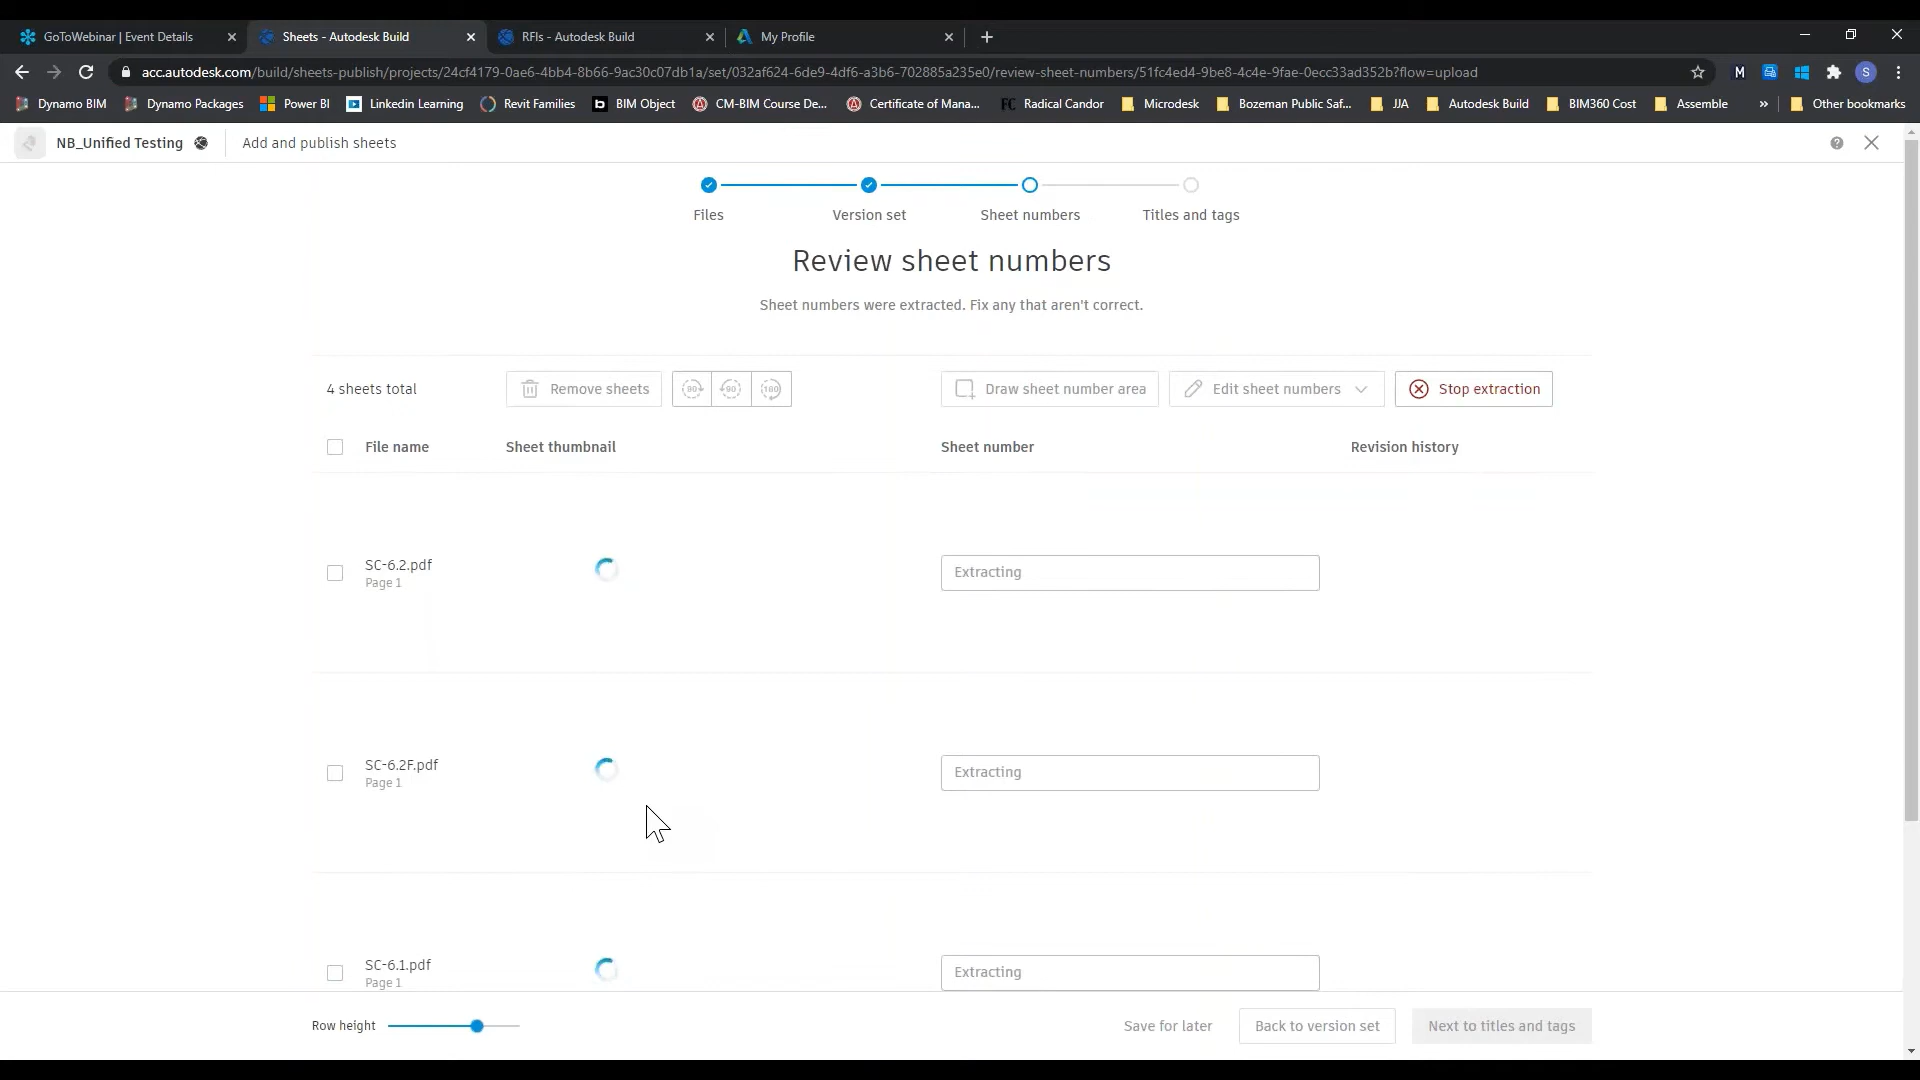 GoToWebinar | Event Details
Sheets - Autodesk Build
RFIs - Autodesk Build
My Profile
acc.autodesk.com/build/sheets-publish/projects/24cf4179-0ae6-4bb4-8b66-9ac30c07db1a/set/032af624-6de9-4df6-a3b6-702885a235e0/review-sheet-numbers/51fc4ed4-9be8-4c4e-9fae-0ecc33ad352b?flow=upload
M
S
Dynamo BIM
Dynamo Packages
Power BI
Linkedin Learning
Revit Families
b
BIM Object
CM-BIM Course De...
Certificate of Mana...
FC
Radical Candor
Microdesk
Bozeman Public Saf...
JJA
Autodesk Build
BIM360 Cost
Assemble
»
Other bookmarks
NB_Unified Testing
Add and publish sheets
Files
Version set
Sheet numbers
Titles and tags
Review sheet numbers
Sheet numbers were extracted. Fix any that aren't correct.
4 sheets total
Remove sheets
90
90
180
Draw sheet number area
Edit sheet numbers
Stop extraction
File name
Sheet thumbnail
Sheet number
Revision history
SC-6.2.pdf
Page 1
Extracting
SC-6.2F.pdf
Page 1
Extracting
SC-6.1.pdf
Page 1
Extracting
Row height
Save for later
Back to version set
Next to titles and tags